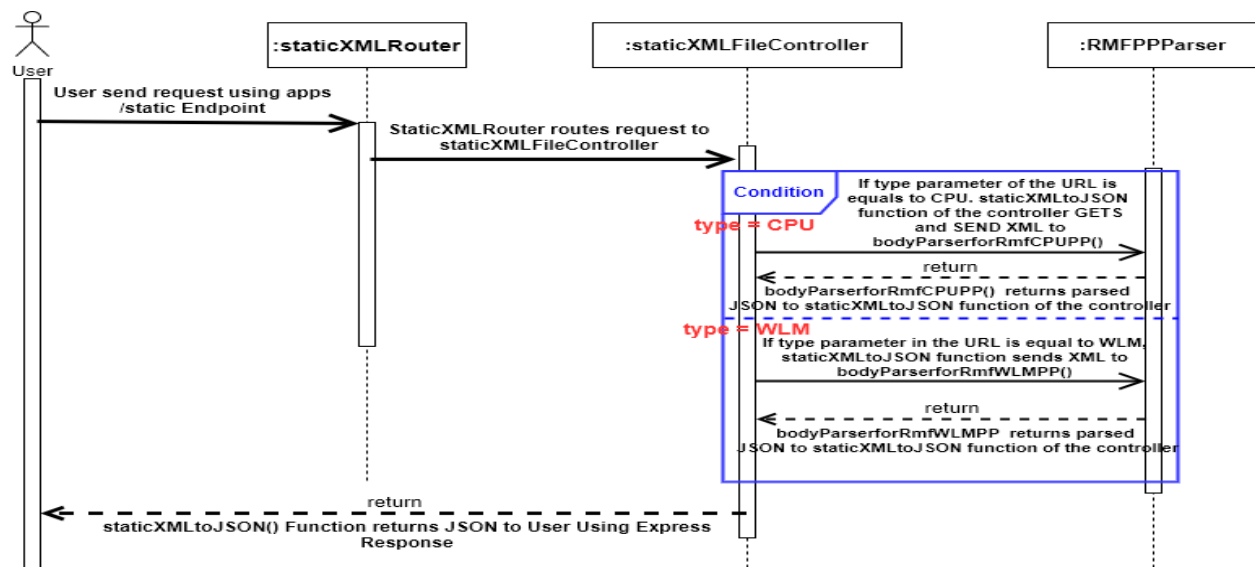 :staticXMLRouter
:staticXMLFileController
:RMFPPParser
User
User send request using apps
/static Endpoint
StaticXMLRouter routes request to
staticXMLFileController
Condition
If type parameter of the URL is
equals to CPU. staticXMLtoJSON
function of the controller GETS
and SEND XML to
bodyParserforRmfCPUPP()
type = CPU
return
bodyParserforRmfCPUPP() returns parsed
JSON to staticXMLtoJSON function of the controller
type = WLM
If type parameter in the URL is equal to WLM,
staticXMLtoJSON function sends XML to
bodyParserforRmfWLMPP()
return
bodyParserforRmfWLMPP returns parsed
JSON to staticXMLtoJSON function of the controller
return
staticXMLtoJSON() Function returns JSON to User Using Express
Response